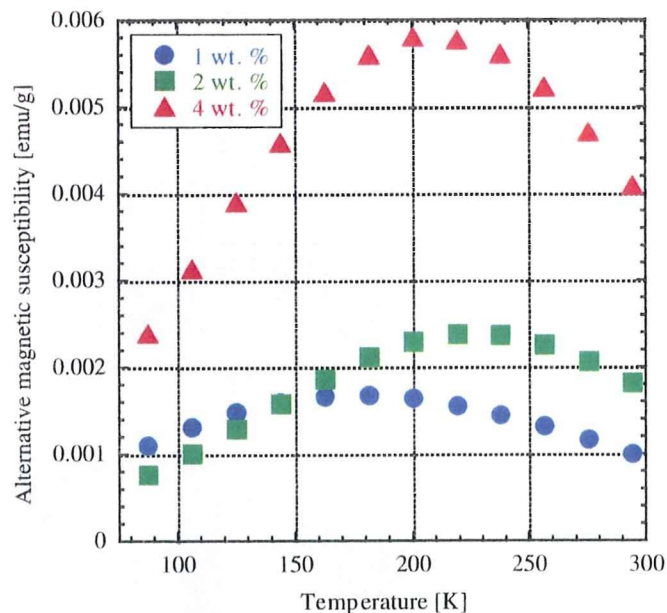 0.006
0.005
0.004
0.003
0.002
0.001
0
Alternative magnetic susceptibility [emu/g]
1 wt. %
2 wt. %
4 wt. %
100 150 200 250 300
Temperature [K]